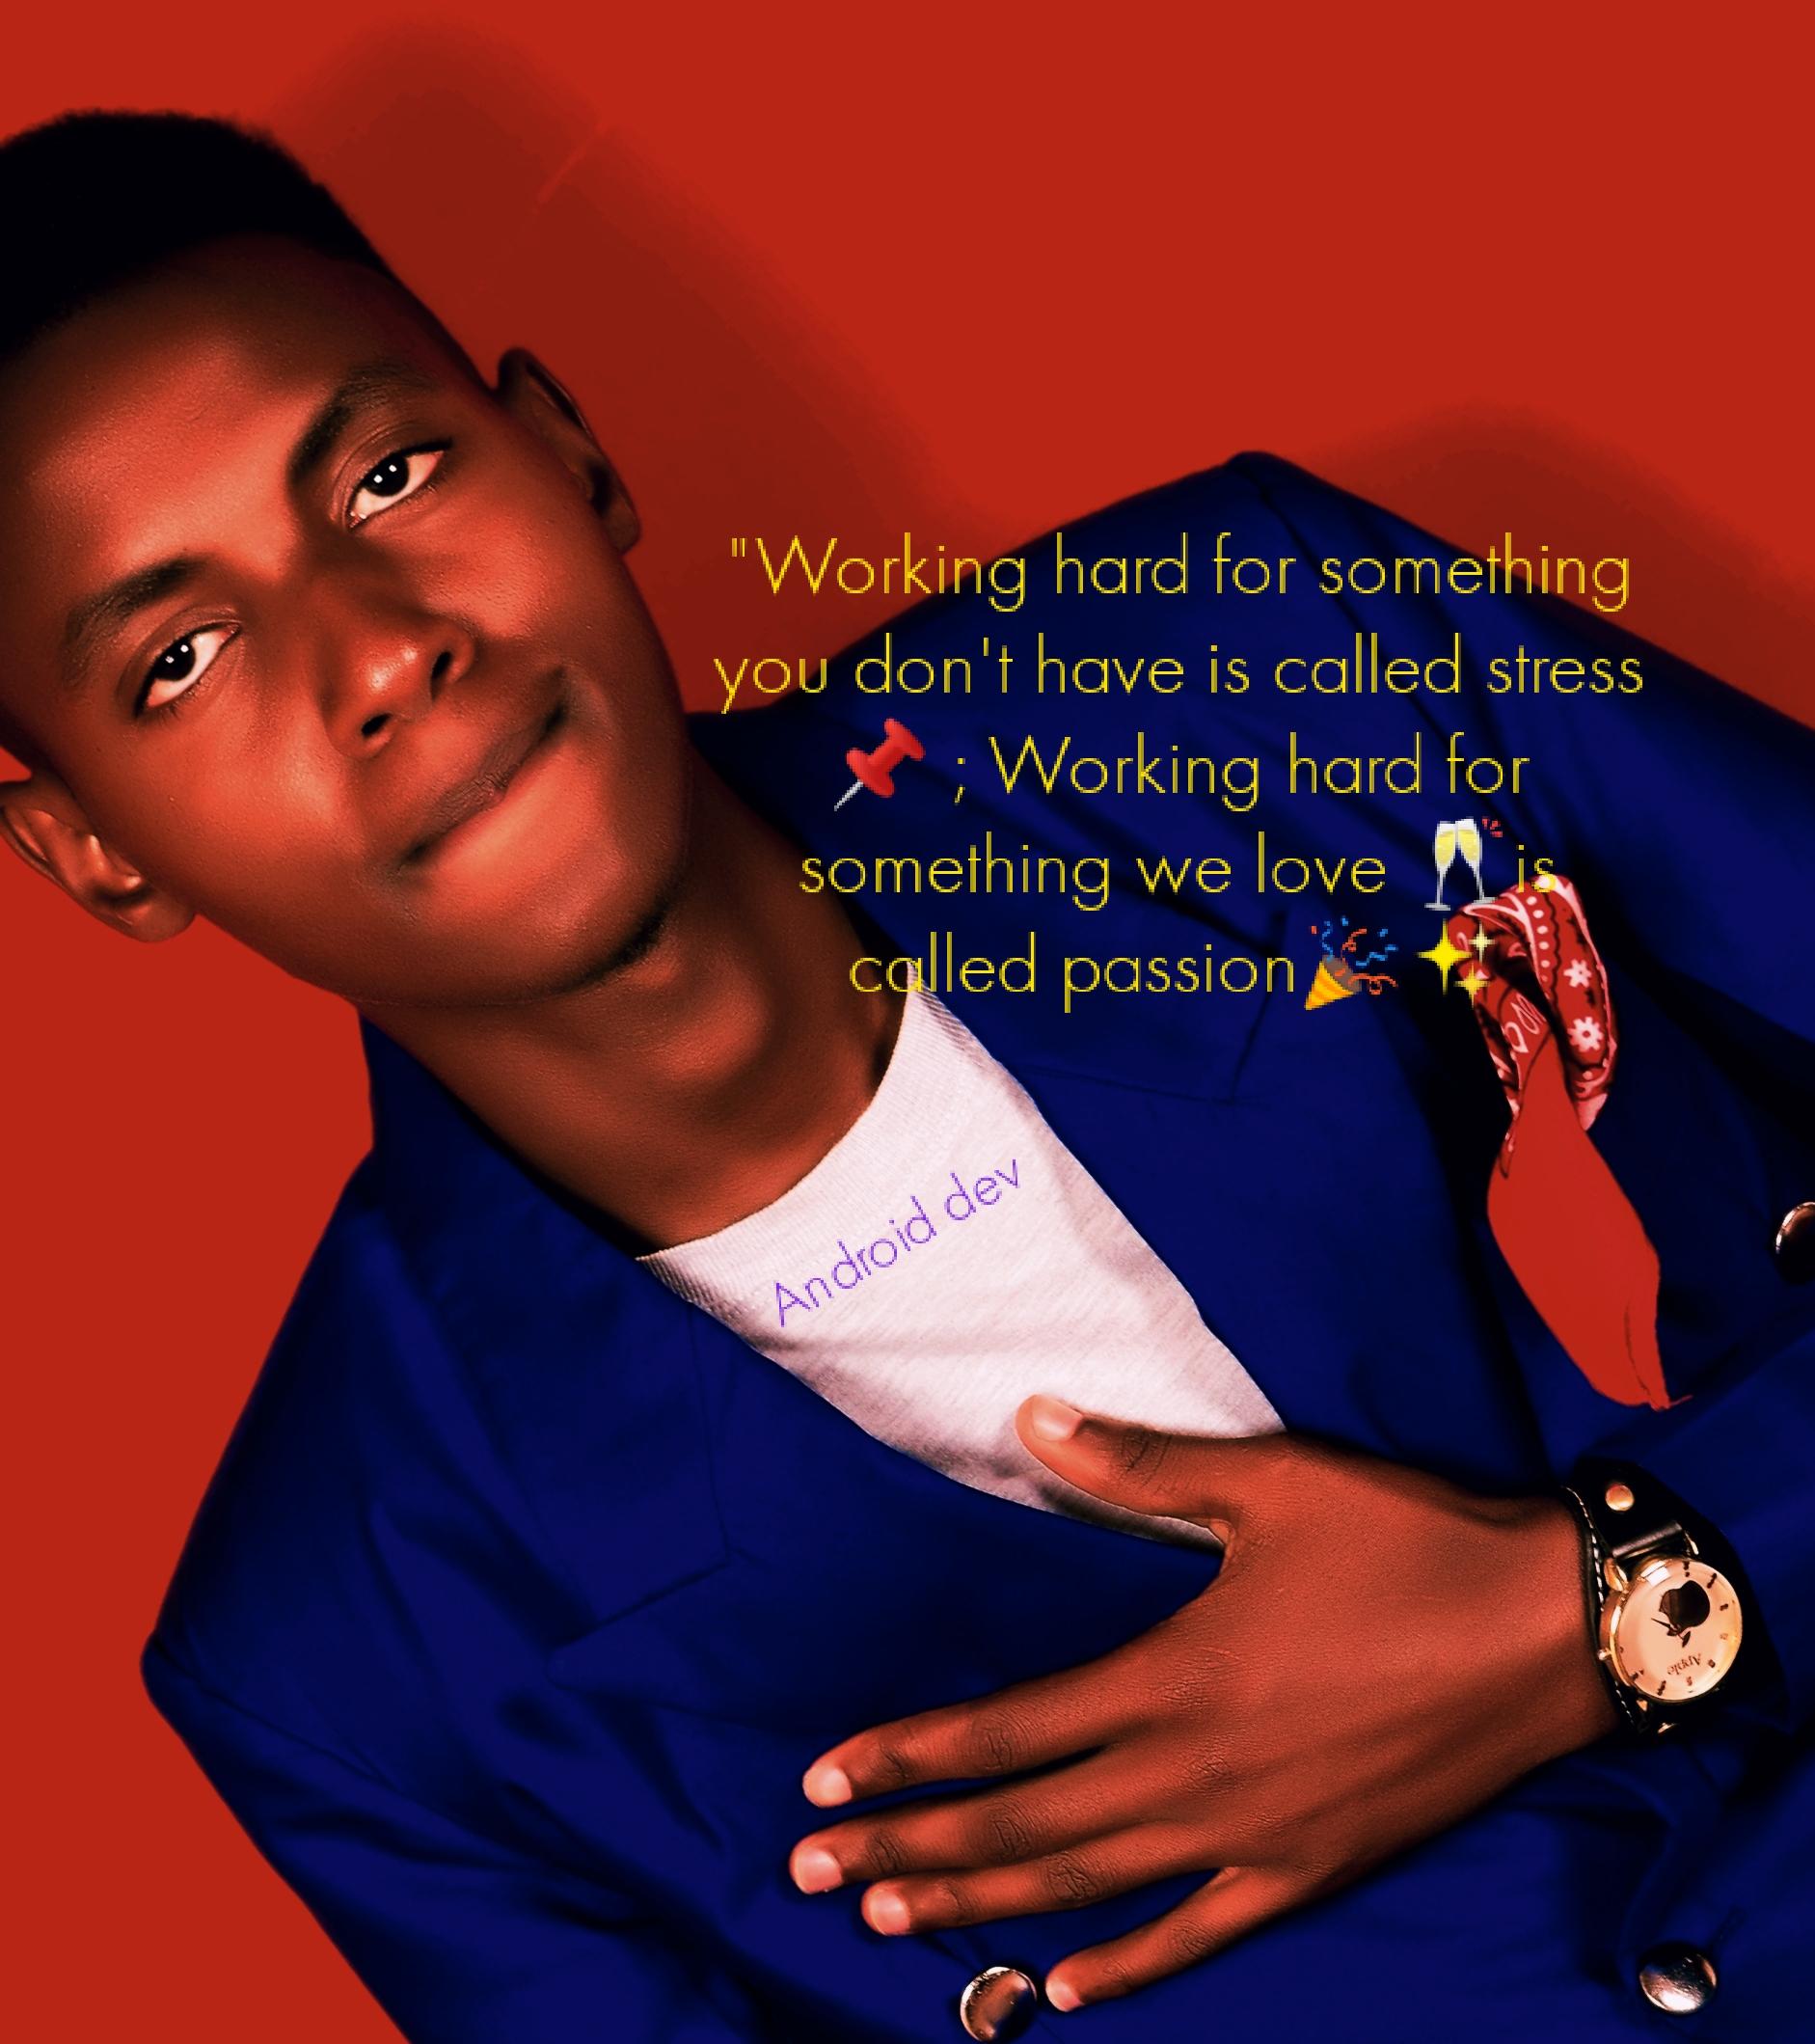 "Working hard for something
you don't have is called stress
📌 ; Working hard for
something we love 🥂 is
called passion🎉✨
Android dev
Apple